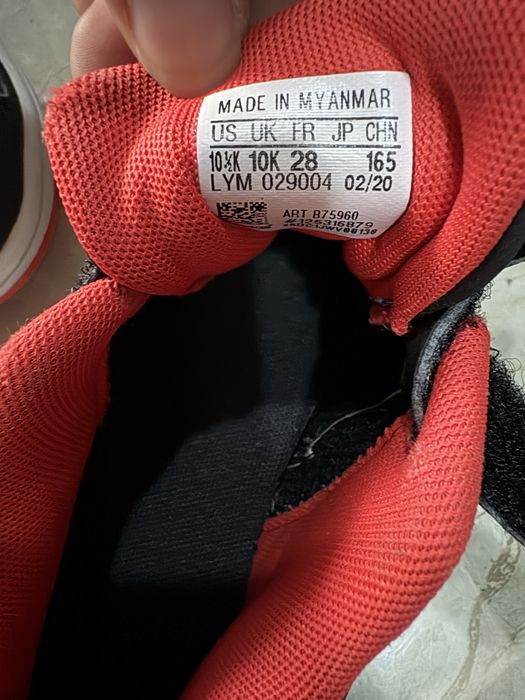 MADE IN MYANMAR
US UK FR JP CHN
10½K 10K 28 165
LYM 029004 02/20
ART B75960
#325316879